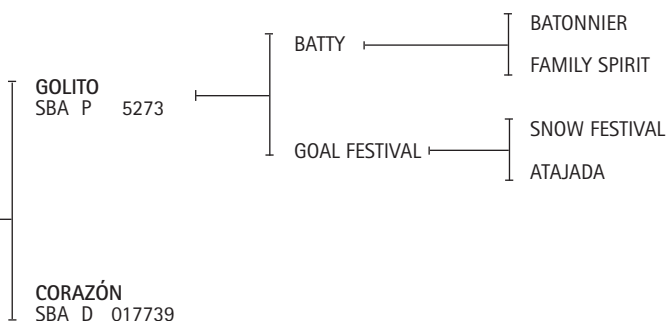 BATONNIER
BATTY
FAMILY SPIRIT
GOLITO
SBA P 5273
SNOW FESTIVAL
GOAL FESTIVAL
ATAJADA
CORAZÓN
SBA D 017739